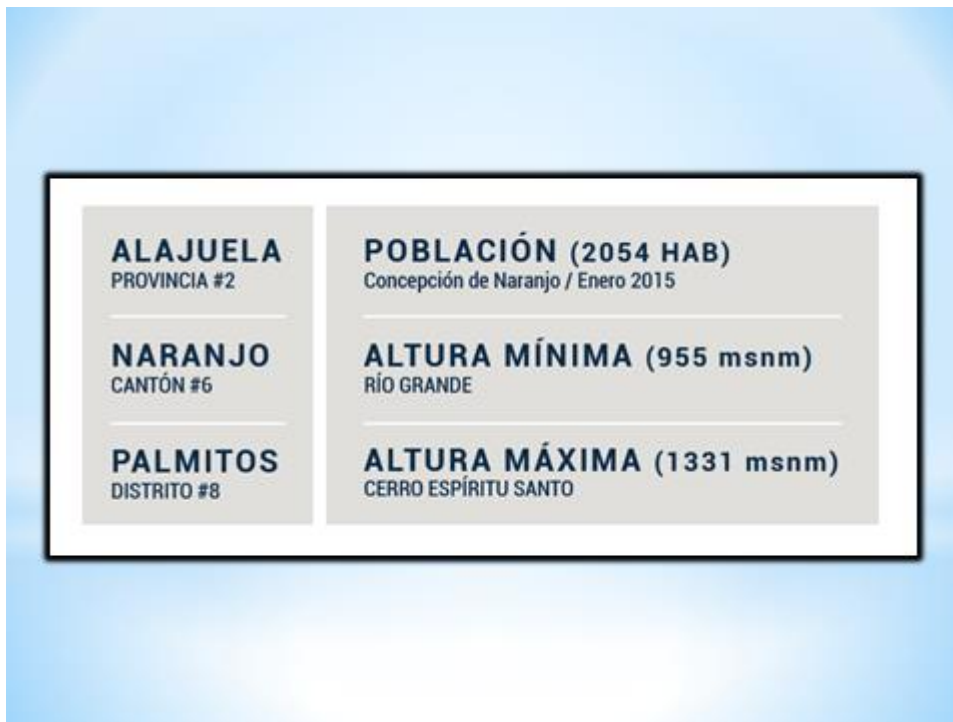 ALAJUELA
PROVINCIA #2
NARANJO
CANTÓN #6
PALMITOS
DISTRITO #8
POBLACIÓN (2054 HAB)
Concepción de Naranjo / Enero 2015
ALTURA MÍNIMA (955 msnm)
RÍO GRANDE
ALTURA MÁXIMA (1331 msnm)
CERRO ESPÍRITU SANTO